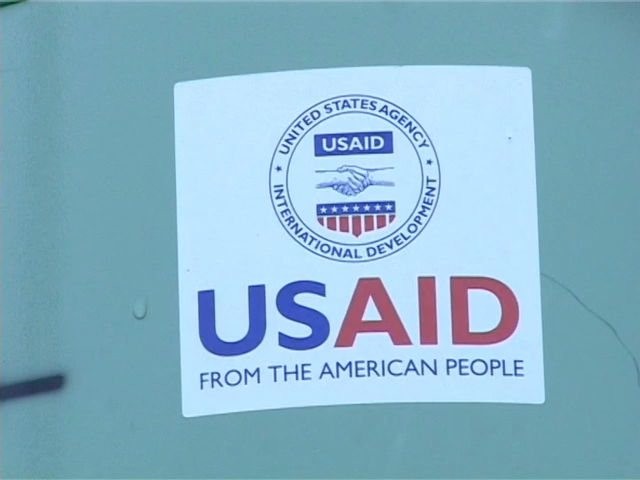 UNITED STATES AGENCY
USAID
INTERNATIONAL DEVELOPMENT
USAID
FROM THE AMERICAN PEOPLE